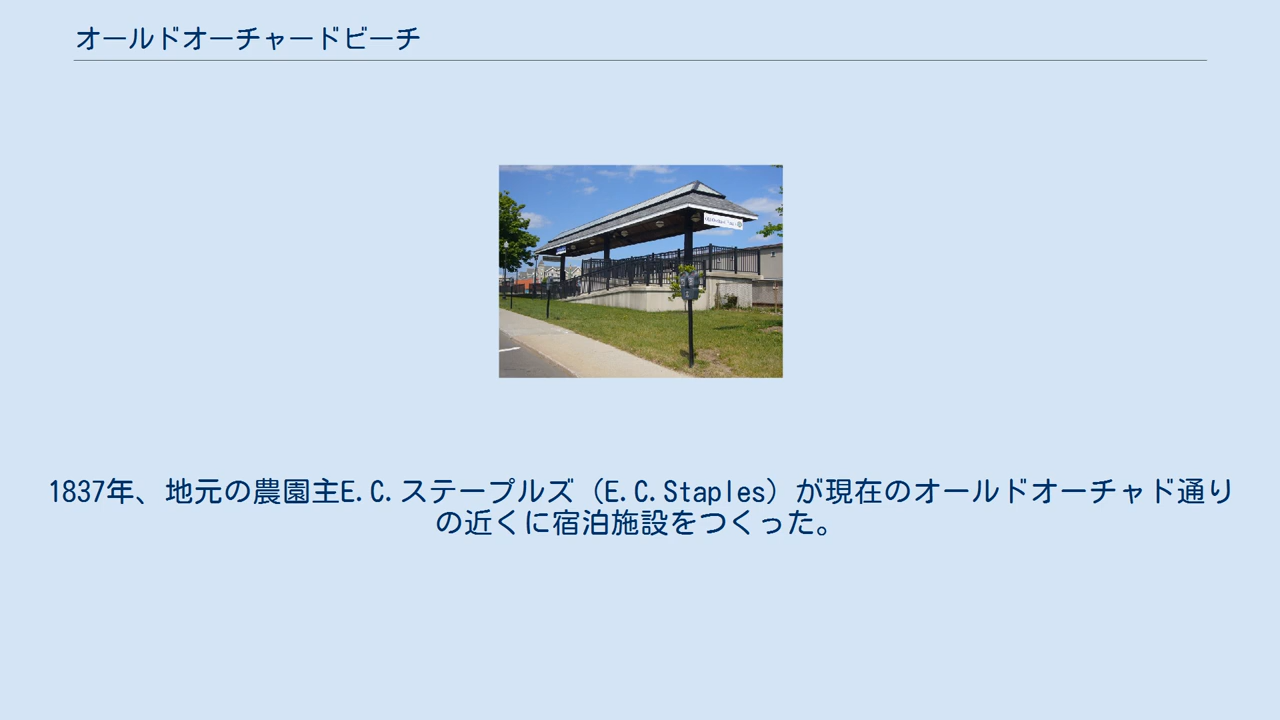 オールドオーチャードビーチ
1837年、地元の農園主E.C.ステープルズ（E.C.Staples）が現在のオールドオーチャド通り
の近くに宿泊施設をつくった。